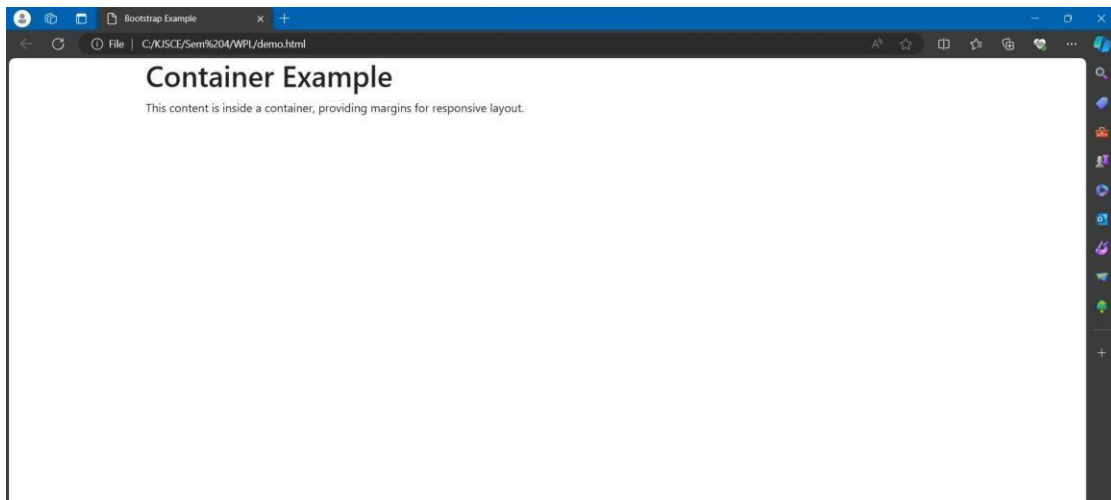 Bootstrap Example
File
C:/KJSCE/Sem%204/WPL/demo.html
Container Example
This content is inside a container, providing margins for responsive layout.